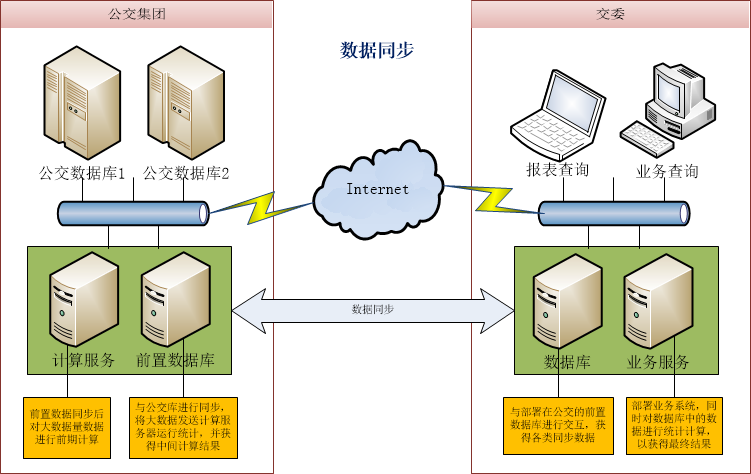 公交集团
交委
数据同步
公交数据库1
公交数据库2
报表查询
业务查询
Internet
数据同步
计算服务
前置数据库
数据库
业务服务
前置数据同步后
对大数据量数据
进行前期计算
与公交库进行同步，
将大数据发送计算服
务器运行统计，并获
得中间计算结果
与部署在公交的前置
数据库进行交互，获
得各类同步数据
部署业务系统，同
时对数据库中的数
据进行统计计算，
以获得最终结果